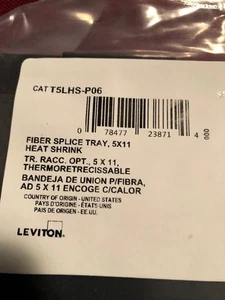 CAT T5LHS-P06
0 78477 23871 4
000
FIBER SPLICE TRAY, 5X11
HEAT SHRINK
TR. RACC. OPT., 5 X 11,
THERMORETRECISSABLE
BANDEJA DE UNION P/FIBRA,
AD 5 X 11 ENCOGE C/CALOR
COUNTRY OF ORIGIN - UNITED STATES
PAYS D'ORIGINE - ÉTATS-UNIS
PAIS DE ORIGEN - EE.UU.
LEVITON